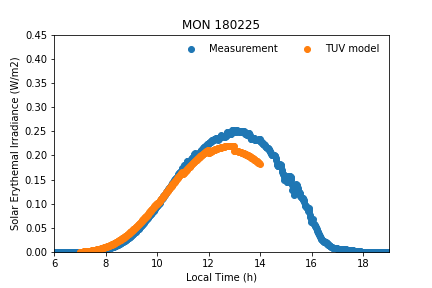 MON 180225
Measurement
TUV model
Solar Erythemal Irradiance (W/m2)
0.45
0.40
0.35
0.30
0.25
0.20
0.15
0.10
0.05
0.00
6 8 10 12 14 16 18
Local Time (h)